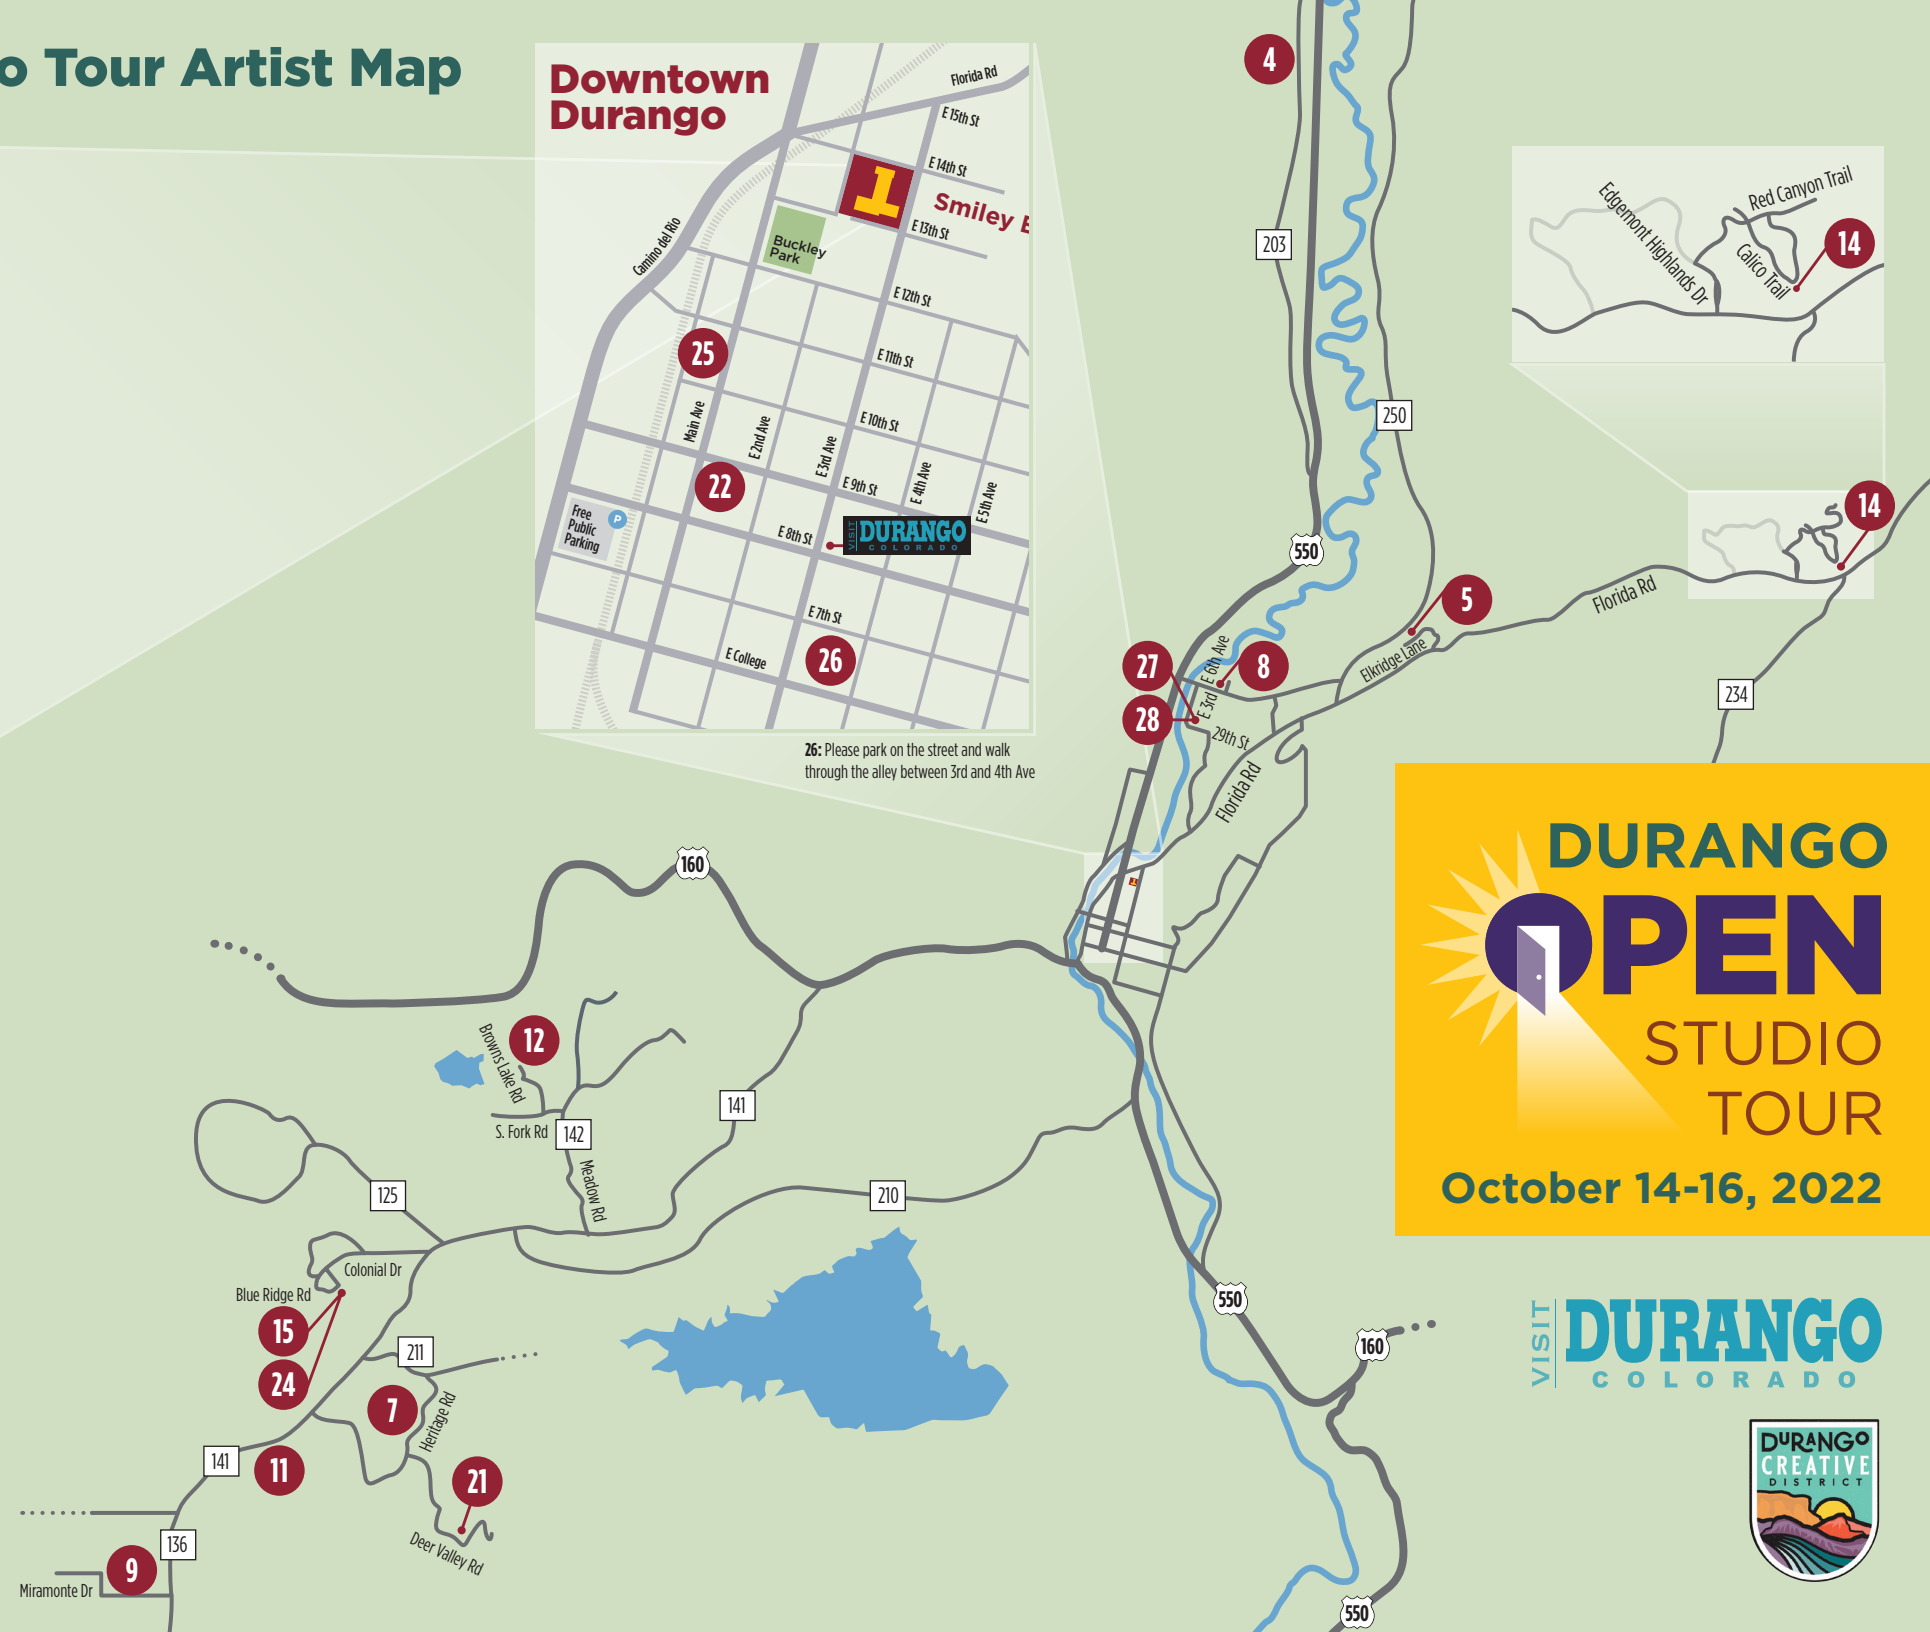 o Tour Artist Map
Downtown
Durango
Florida Rd
E 15th St
E 14th St
1
Smiley
E 13th St
Buckley
Park
Camino del Rio
E 12th St
25
E 11th St
Main Ave
E 2nd Ave
E 3rd Ave
E 10th St
22
E 9th St
E 4th Ave
E 5th Ave
Free
Public
Parking
P
E 8th St
VISIT
DURANGO
COLORADO
E 7th St
E College
26
26: Please park on the street and walk
through the alley between 3rd and 4th Ave
4
203
250
550
Edgemont Highlands Dr
Red Canyon Trail
Calico Trail
14
14
5
Florida Rd
Elkridge Lane
27
E 6th Ave
8
28
E 3rd
29th St
Florida Rd
234
1
160
12
Browns Lake Rd
S. Fork Rd
142
141
Meadow Rd
125
210
Colonial Dr
Blue Ridge Rd
15
24
211
7
Heritage Rd
141
11
21
136
Deer Valley Rd
9
Miramonte Dr
550
160
550
DURANGO
OPEN
STUDIO
TOUR
October 14-16, 2022
VISIT
DURANGO
COLORADO
DURANGO
CREATIVE
DISTRICT